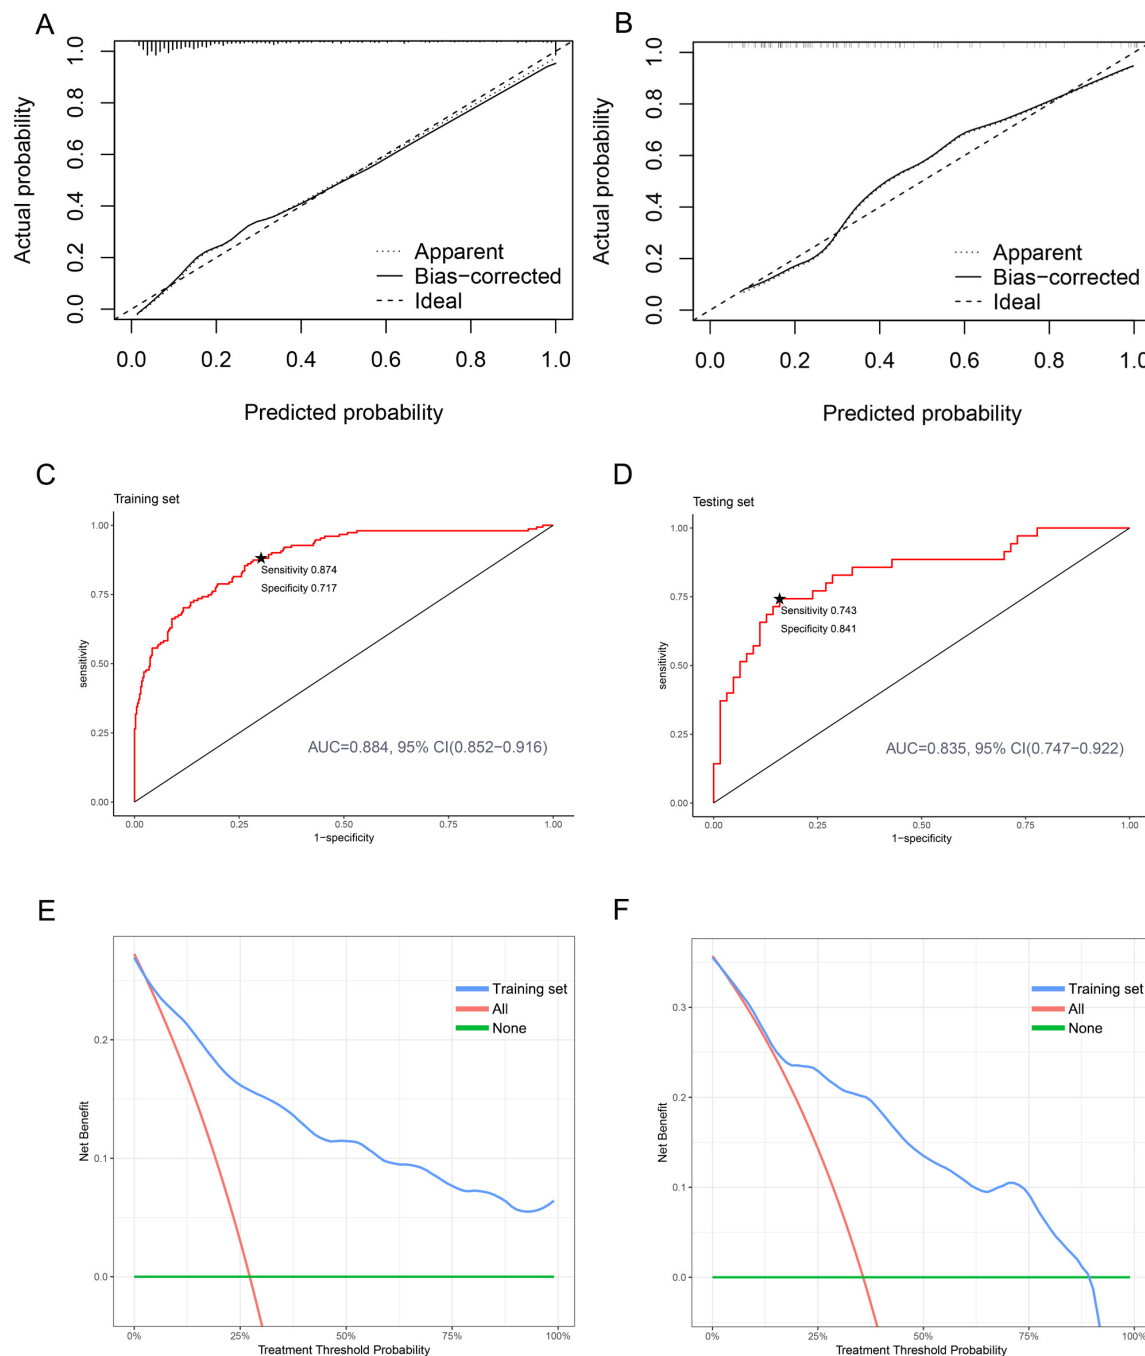 A
1.0
0.8
0.6
0.4
0.2
0.0
Actual probability
Apparent
Bias−corrected
Ideal
0.0 0.2 0.4 0.6 0.8 1.0
Predicted probability
B
1.0
0.8
0.6
0.4
0.2
0.0
Actual probability
Apparent
Bias−corrected
Ideal
0.0 0.2 0.4 0.6 0.8 1.0
Predicted probability
C
Training set
1.00
0.75
0.50
0.25
0.00
sensitivity
Sensitivity 0.874
Specificity 0.717
AUC=0.884, 95% CI(0.852−0.916)
0.00 0.25 0.50 0.75 1.00
1−specificity
D
Testing set
1.00
0.75
0.50
0.25
0.00
sensitivity
Sensitivity 0.743
Specificity 0.841
AUC=0.835, 95% CI(0.747−0.922)
0.00 0.25 0.50 0.75 1.00
1−specificity
E
0.2
0.1
0.0
Net Benefit
Training set
All
None
0% 25% 50% 75% 100%
Treatment Threshold Probability
F
0.3
0.2
0.1
0.0
Net Benefit
Training set
All
None
0% 25% 50% 75% 100%
Treatment Threshold Probability